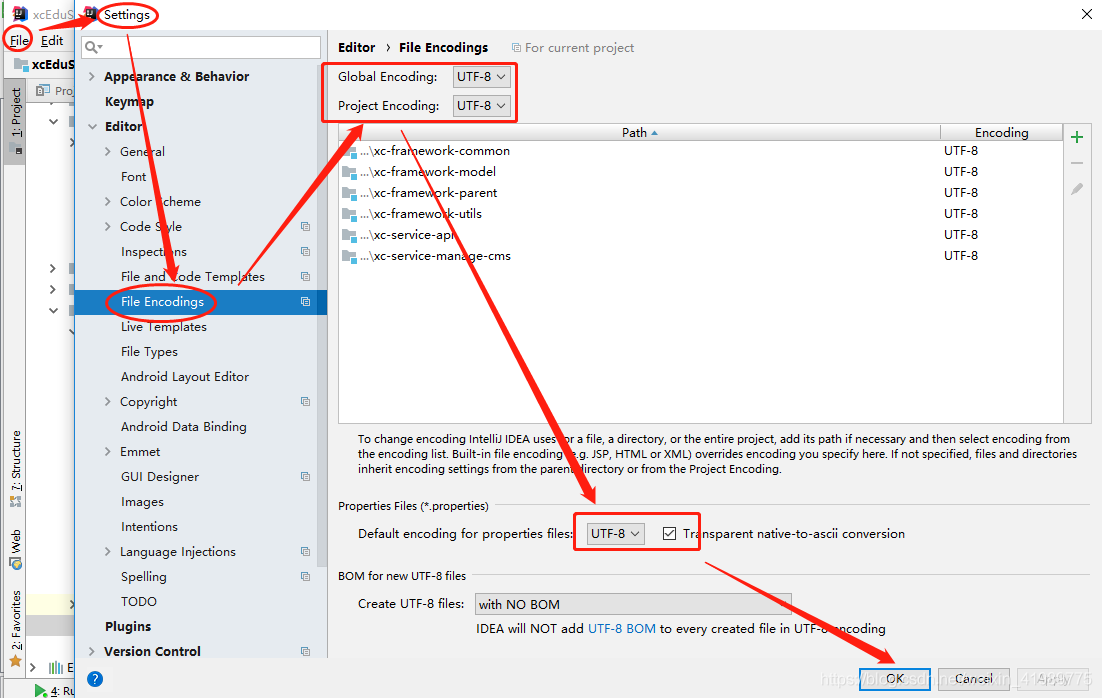 xcEduS
Settings
File Edit
xcEduS
Editor › File Encodings For current project
1: Project
Appearance & Behavior
Keymap
Editor
General
Font
Color Scheme
Code Style
Inspections
File and Code Templates
File Encodings
Live Templates
File Types
Android Layout Editor
Copyright
Android Data Binding
Emmet
GUI Designer
Images
Intentions
Language Injections
Spelling
TODO
Plugins
Version Control
7: Structure
Web
2: Favorites
4: Ru
Global Encoding: UTF-8
Project Encoding: UTF-8
Path Encoding
...\xc-framework-common UTF-8
...\xc-framework-model UTF-8
...\xc-framework-parent UTF-8
...\xc-framework-utils UTF-8
...\xc-service-api UTF-8
...\xc-service-manage-cms UTF-8
To change encoding IntelliJ IDEA uses for a file, a directory, or the entire project, add its path if necessary and then select encoding from
the encoding list. Built-in file encoding (e.g. JSP, HTML or XML) overrides encoding you specify here. If not specified, files and directories
inherit encoding settings from the parent directory or from the Project Encoding.
Properties Files (*.properties)
Default encoding for properties files: UTF-8 Transparent native-to-ascii conversion
BOM for new UTF-8 files
Create UTF-8 files: with NO BOM
IDEA will NOT add UTF-8 BOM to every created file in UTF-8 encoding
? OK Cancel Apply